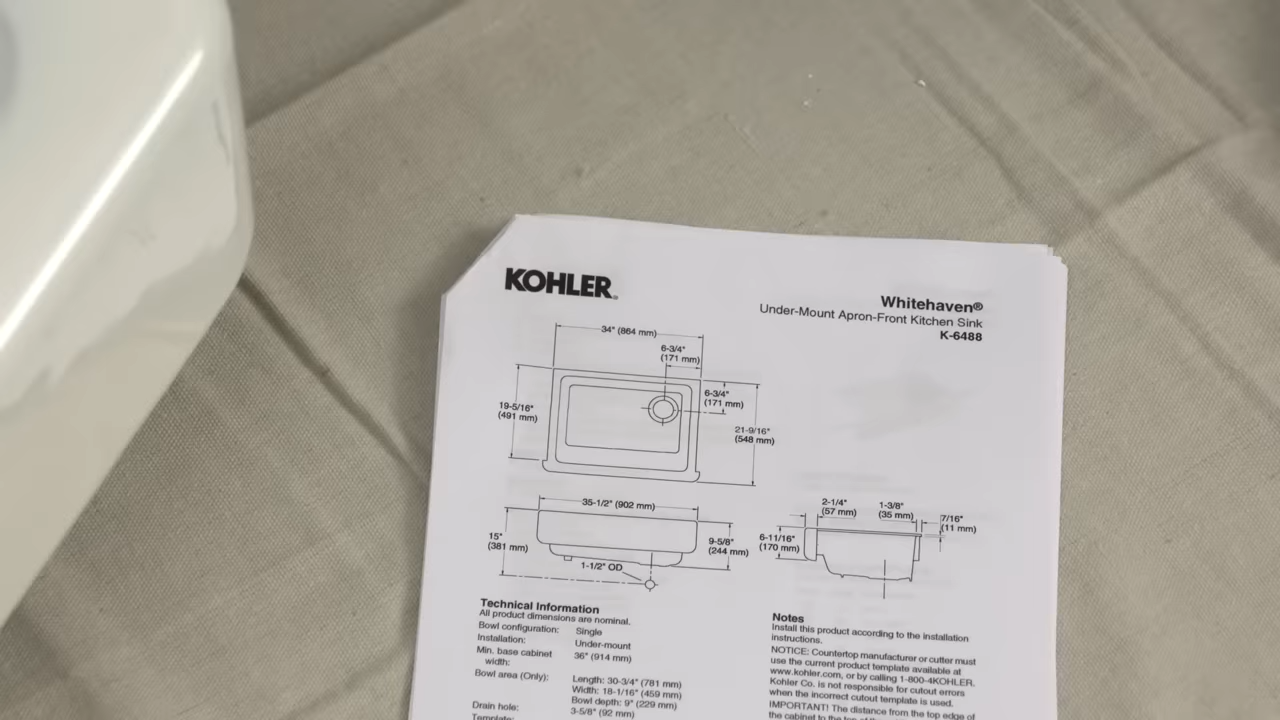 KOHLER®
Whitehaven®
Under-Mount Apron-Front Kitchen Sink
K-6488
34" (864 mm)
6-3/4"
(171 mm)
6-3/4"
(171 mm)
19-5/16"
(491 mm)
21-9/16"
(548 mm)
35-1/2" (902 mm)
15"
(381 mm)
9-5/8"
(244 mm)
1-1/2" OD
2-1/4"
(57 mm)
1-3/8"
(35 mm)
7/16"
(11 mm)
6-11/16"
(170 mm)
Technical Information
All product dimensions are nominal.
Bowl configuration: Single
Installation: Under-mount
Min. base cabinet 36" (914 mm)
width:
Bowl area (Only): Length: 30-3/4" (781 mm)
Width: 18-1/16" (459 mm)
Bowl depth: 9" (229 mm)
Drain hole: 3-5/8" (92 mm)
Template:
Notes
Install this product according to the installation
instructions.
NOTICE: Countertop manufacturer or cutter must
use the current product template available at
www.kohler.com, or by calling 1-800-4KOHLER.
Kohler Co. is not responsible for cutout errors
when the incorrect cutout template is used.
IMPORTANT! The distance from the top edge of
the cabinet to the top of the